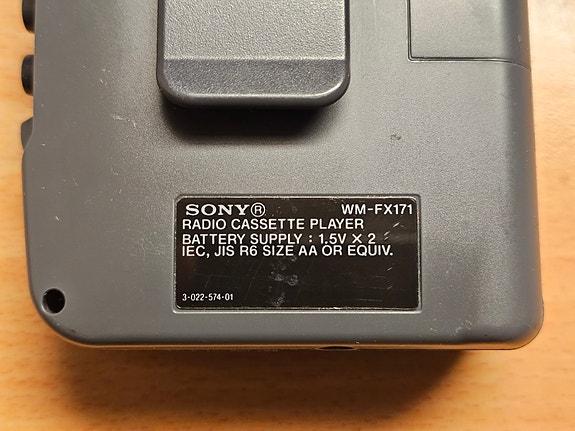 SONY® WM-FX171
RADIO CASSETTE PLAYER
BATTERY SUPPLY : 1.5V × 2
IEC, JIS R6 SIZE AA OR EQUIV.
3-022-574-01